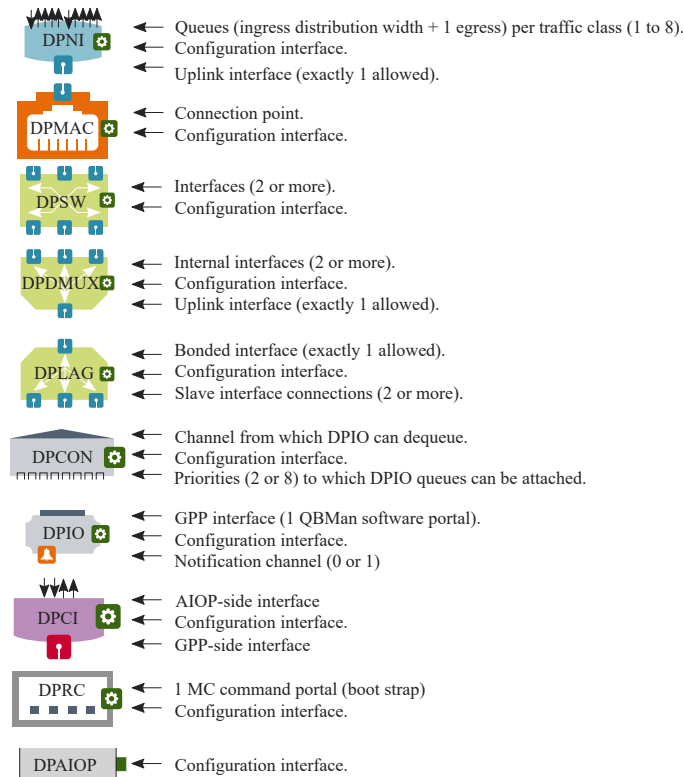 Queues (ingress distribution width + 1 egress) per traffic class (1 to 8).
DPNI
Configuration interface.
Uplink interface (exactly 1 allowed).
Connection point.
DPMAC
Configuration interface.
Interfaces (2 or more).
DPSW
Configuration interface.
Internal interfaces (2 or more).
DPDMUX
Configuration interface.
Uplink interface (exactly 1 allowed).
Bonded interface (exactly 1 allowed).
DPLAG
Configuration interface.
Slave interface connections (2 or more).
Channel from which DPIO can dequeue.
DPCON
Configuration interface.
Priorities (2 or 8) to which DPIO queues can be attached.
GPP interface (1 QBMan software portal).
DPIO
Configuration interface.
Notification channel (0 or 1)
AIOP-side interface
DPCI
Configuration interface.
GPP-side interface
DPRC
1 MC command portal (boot strap)
Configuration interface.
DPAIOP
Configuration interface.